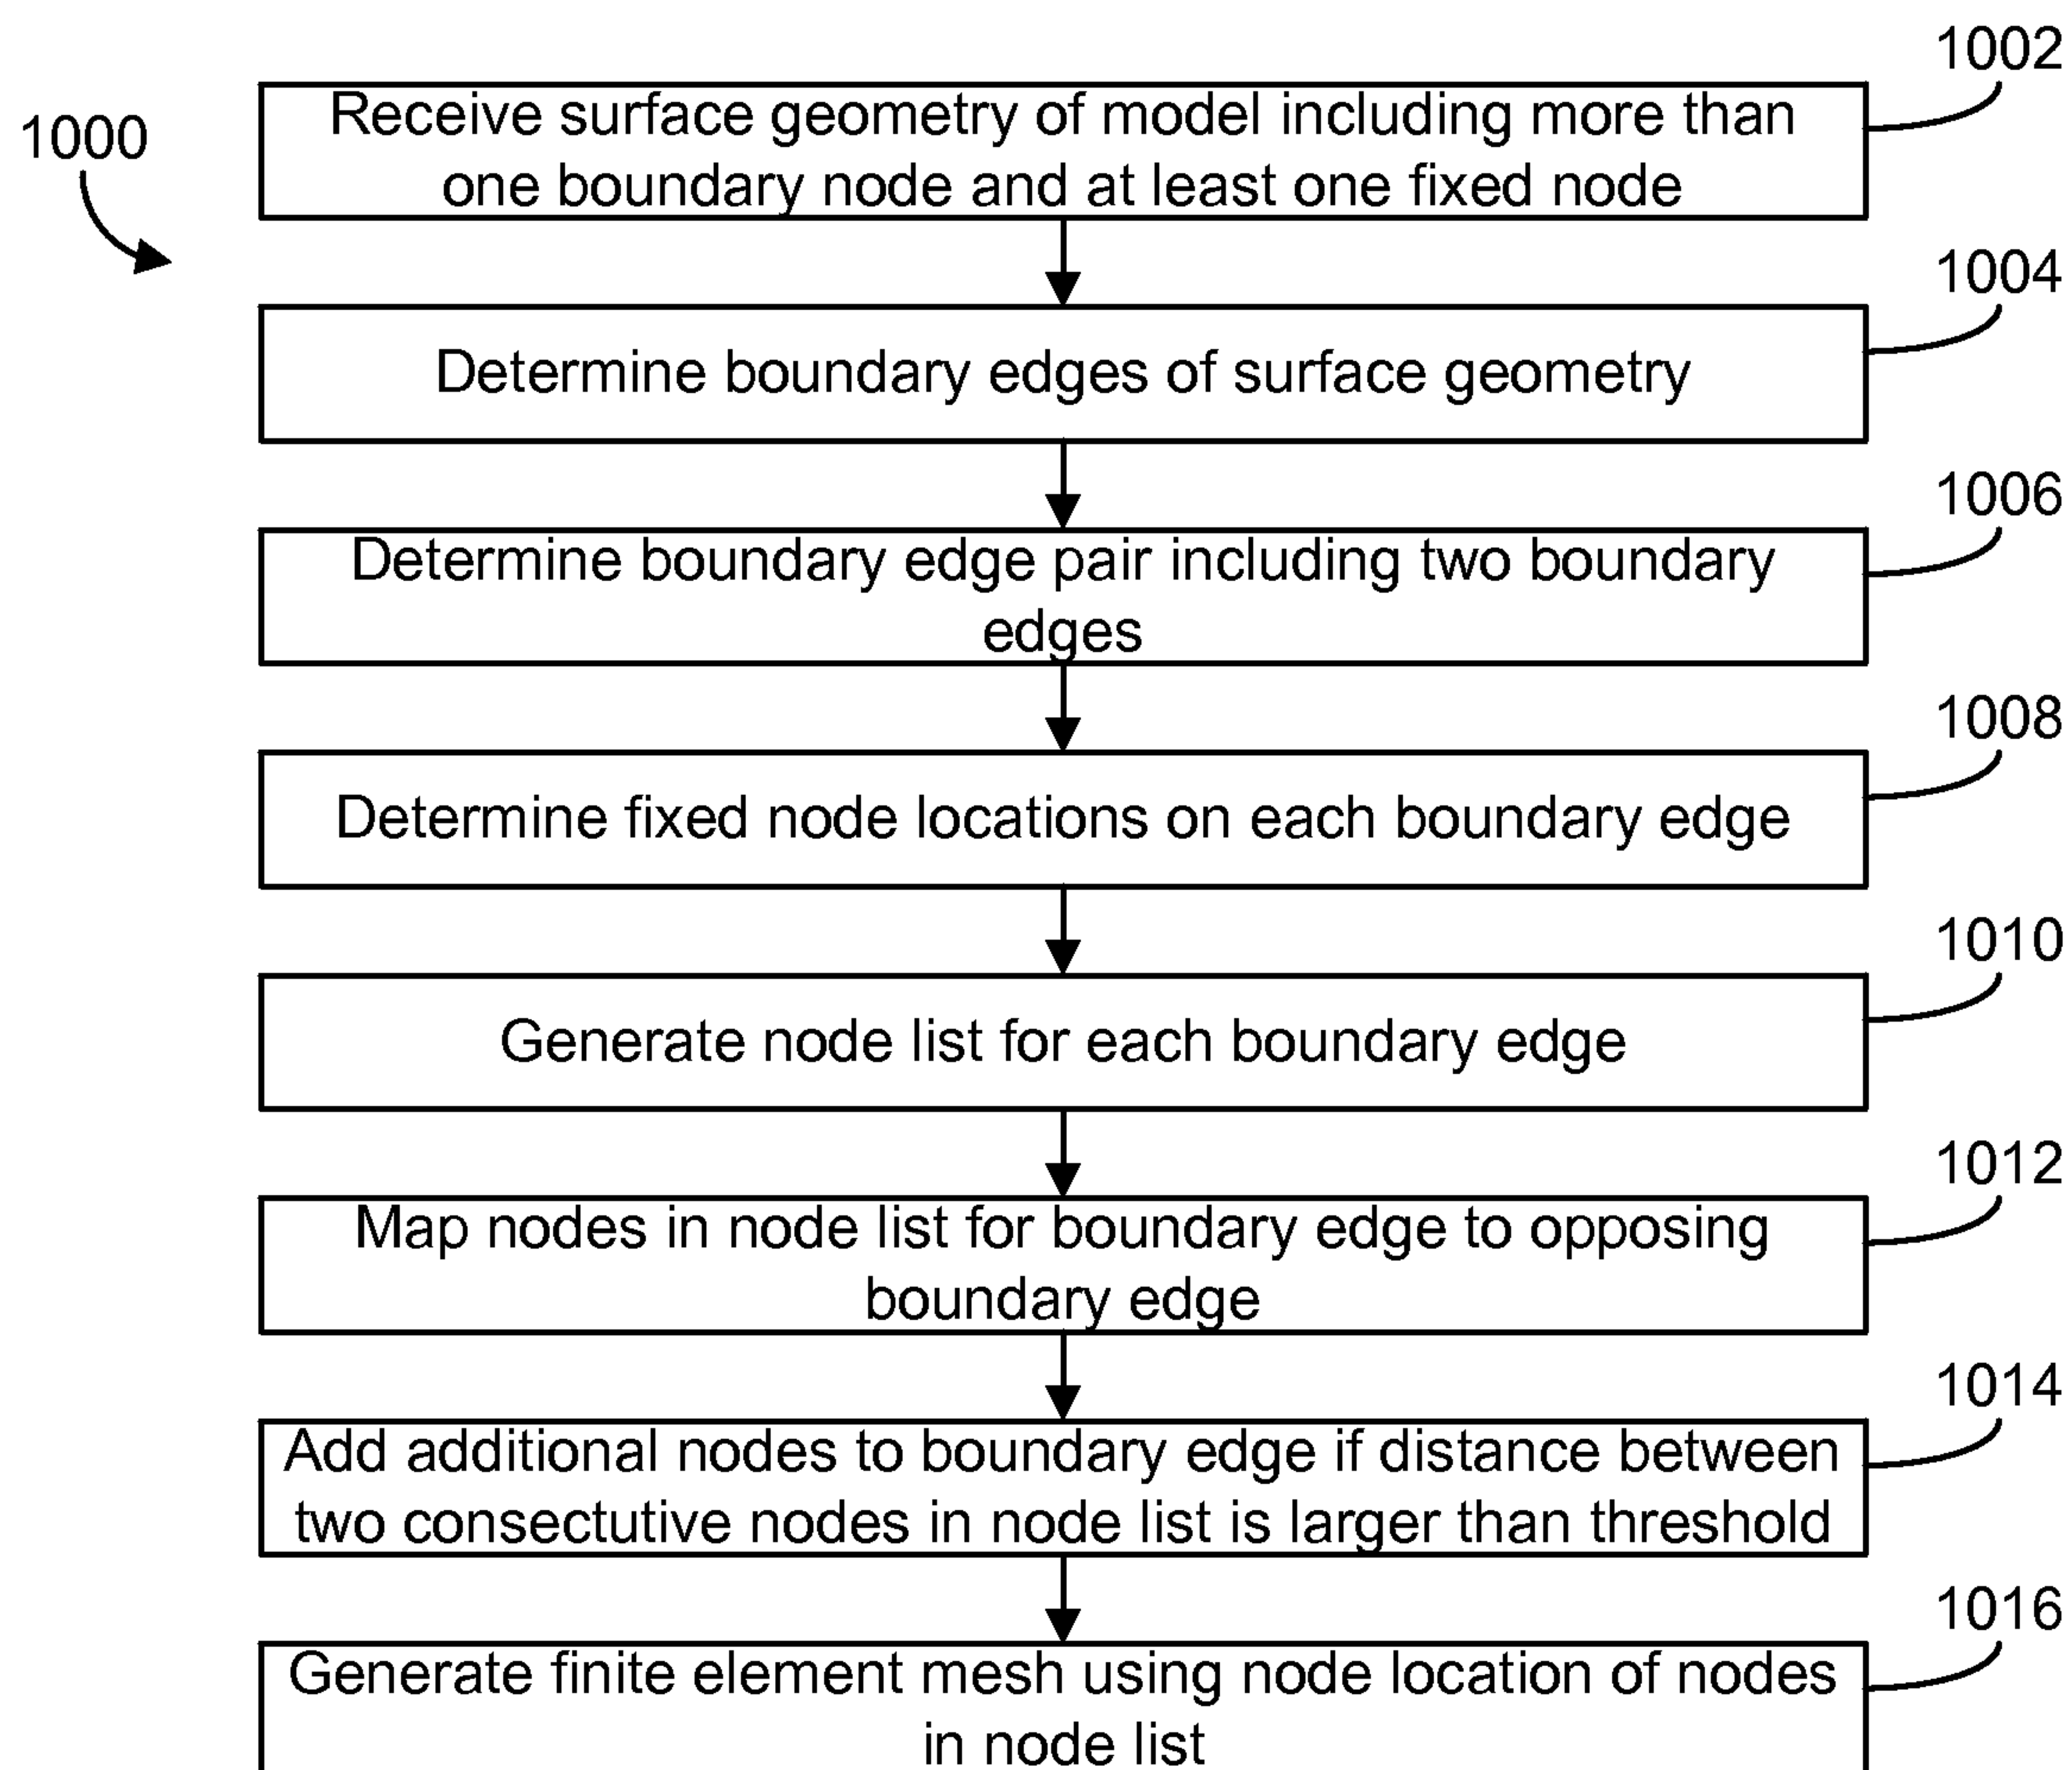 1002
1000
Receive surface geometry of model including more than
one boundary node and at least one fixed node
1004
Determine boundary edges of surface geometry
1006
Determine boundary edge pair including two boundary
edges
1008
Determine fixed node locations on each boundary edge
1010
Generate node list for each boundary edge
1012
Map nodes in node list for boundary edge to opposing
boundary edge
1014
Add additional nodes to boundary edge if distance between
two consectutive nodes in node list is larger than threshold
1016
Generate finite element mesh using node location of nodes
in node list